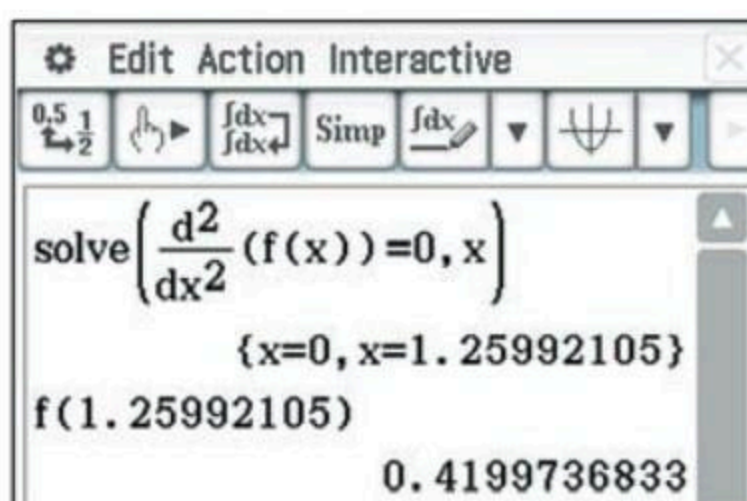 Edit Action Interactive
0.5 1/2 ∫dx ∫dx Simp ∫dx
solve(d²/dx²(f(x))=0,x)
{x=0,x=1.25992105}
f(1.25992105)
0.4199736833